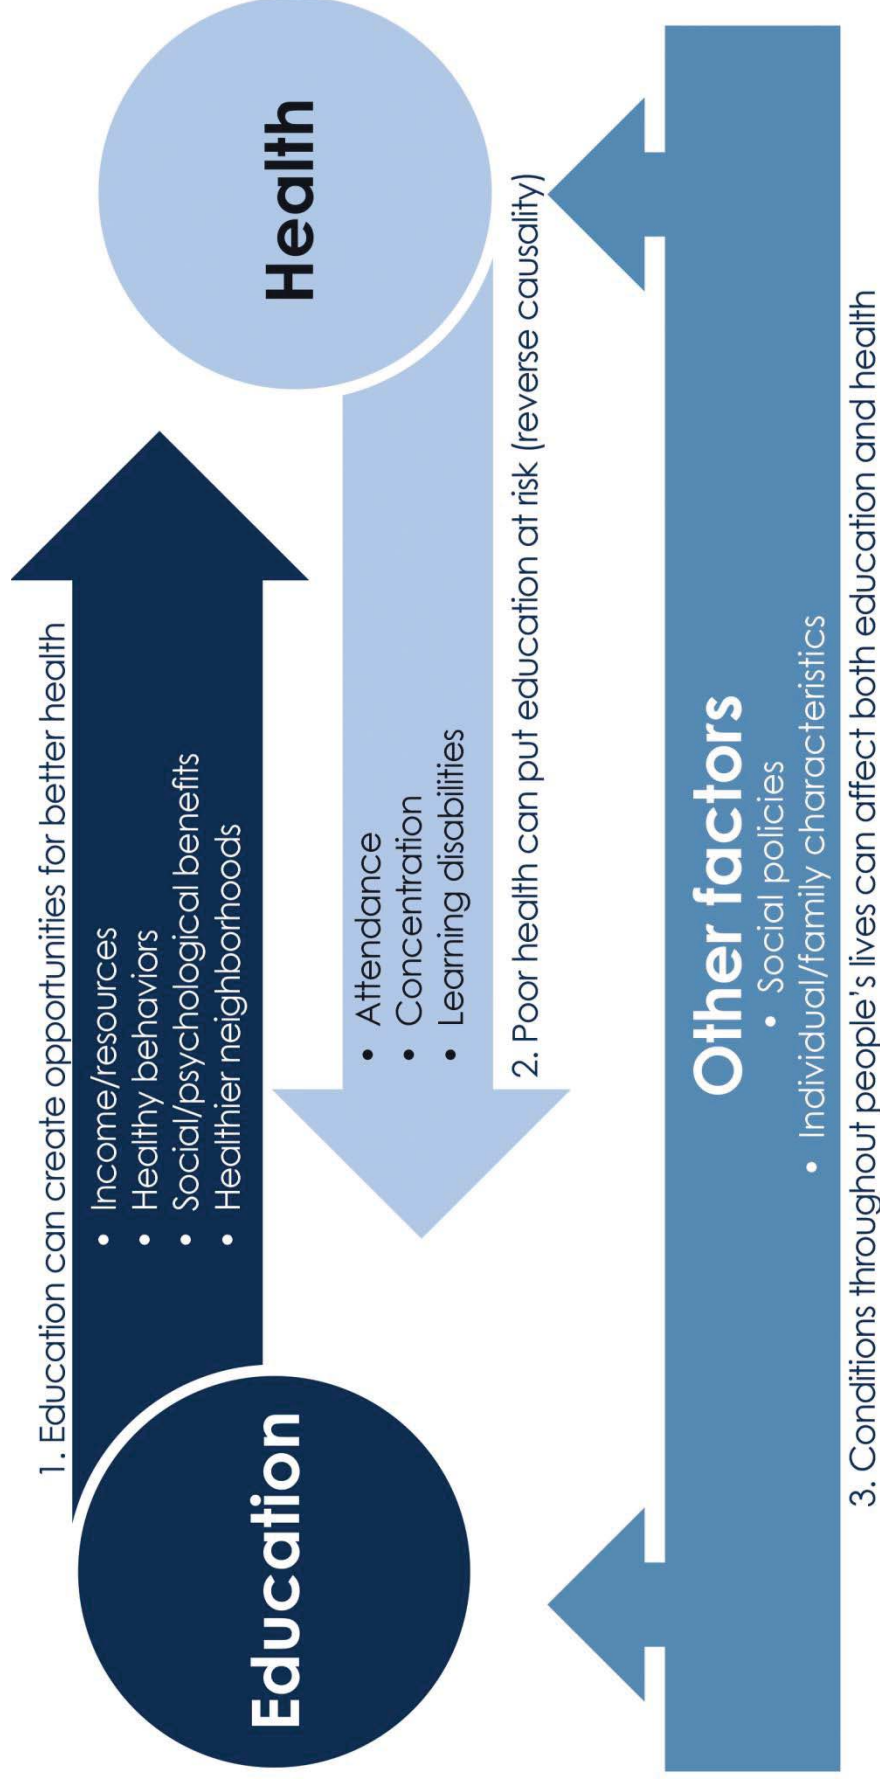 1. Education can create opportunities for better health
• Income/resources
• Healthy behaviors
• Social/psychological benefits
• Healthier neighborhoods
Education
Health
• Attendance
• Concentration
• Learning disabilities
2. Poor health can put education at risk (reverse causality)
Other factors
• Social policies
• Individual/family characteristics
3. Conditions throughout people’s lives can affect both education and health